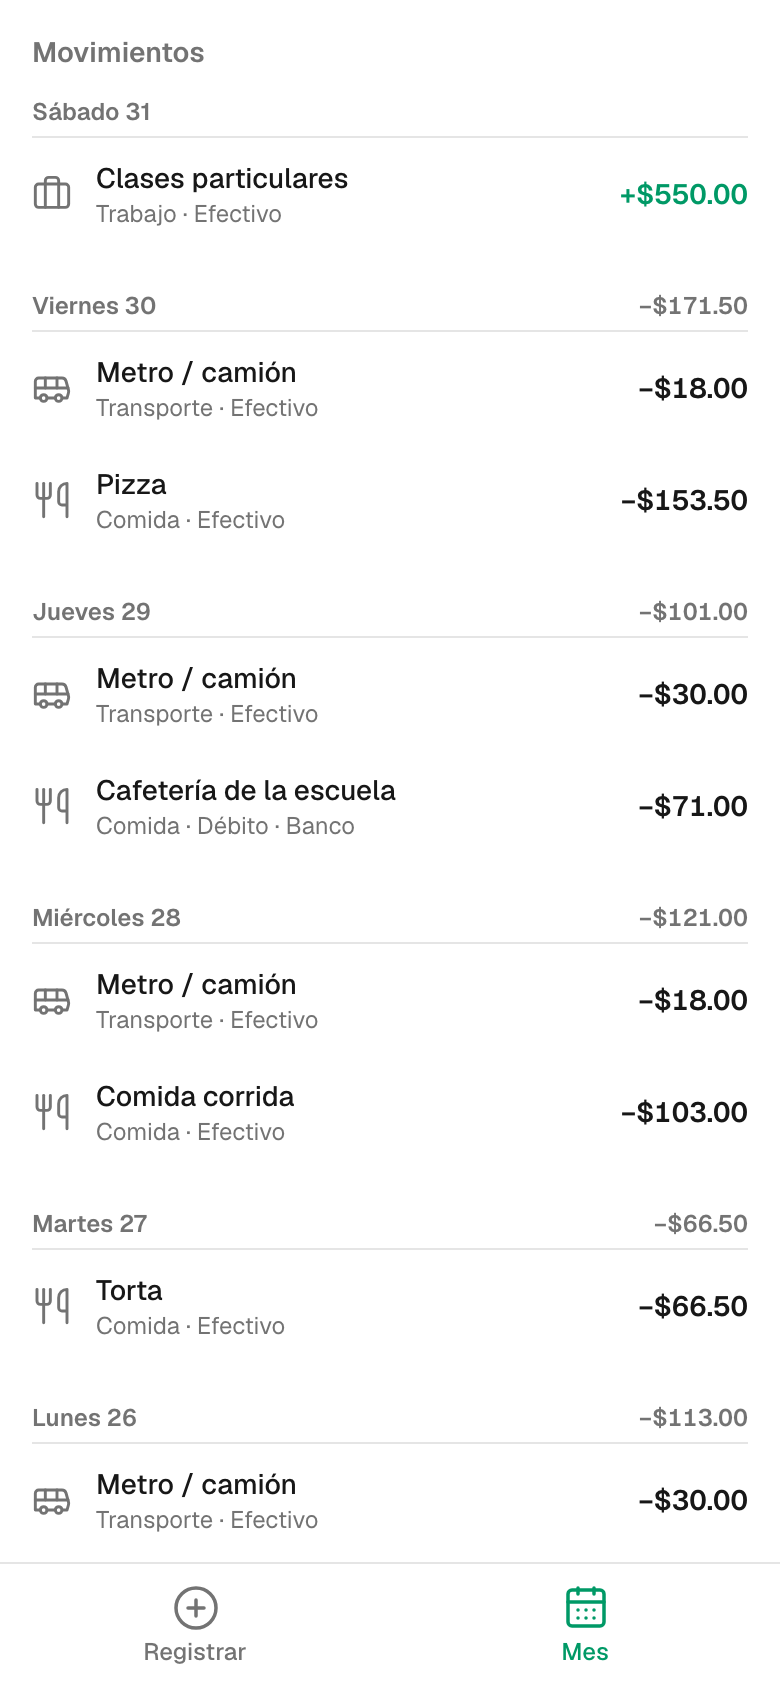 Movimientos
Sábado 31
Clases particulares
+$550.00
Trabajo · Efectivo
Viernes 30
–$171.50
Metro / camión
–$18.00
Transporte · Efectivo
Pizza
–$153.50
Comida · Efectivo
Jueves 29
–$101.00
Metro / camión
–$30.00
Transporte · Efectivo
Cafetería de la escuela
–$71.00
Comida · Débito · Banco
Miércoles 28
–$121.00
Metro / camión
–$18.00
Transporte · Efectivo
Comida corrida
–$103.00
Comida · Efectivo
Martes 27
–$66.50
Torta
–$66.50
Comida · Efectivo
Lunes 26
–$113.00
Metro / camión
–$30.00
Transporte · Efectivo
Registrar
Mes